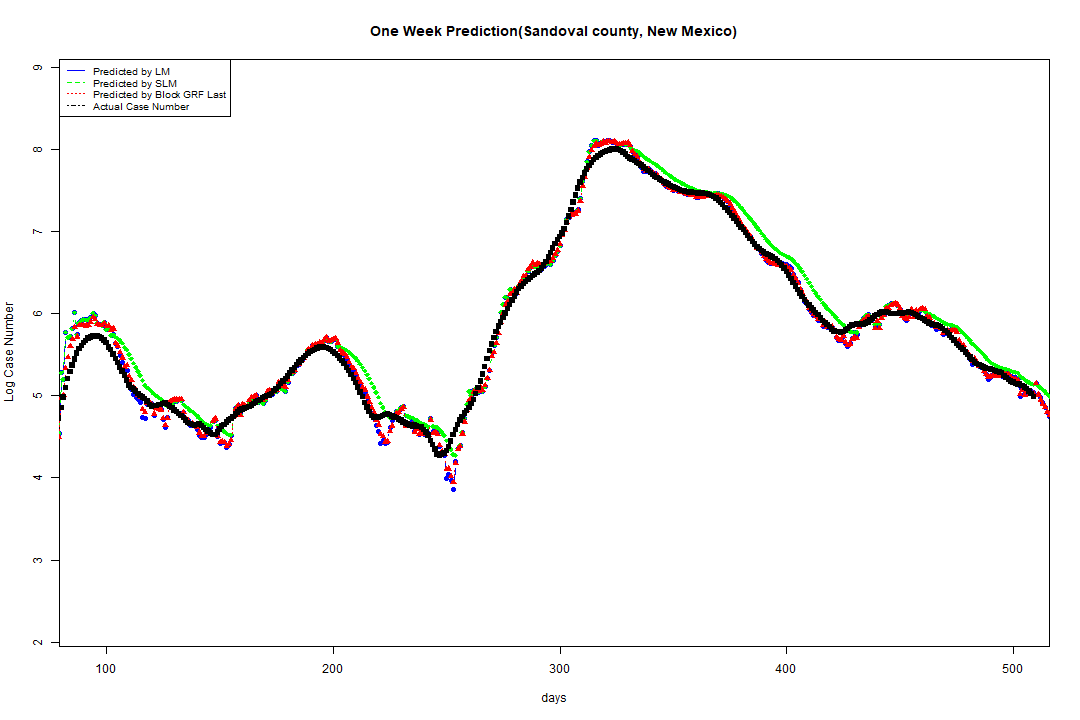 One Week Prediction(Sandoval county, New Mexico)
Predicted by LM
Predicted by SLM
Predicted by Block GRF Last
Actual Case Number
Log Case Number
9
8
7
6
5
4
3
2
100 200 300 400 500
days